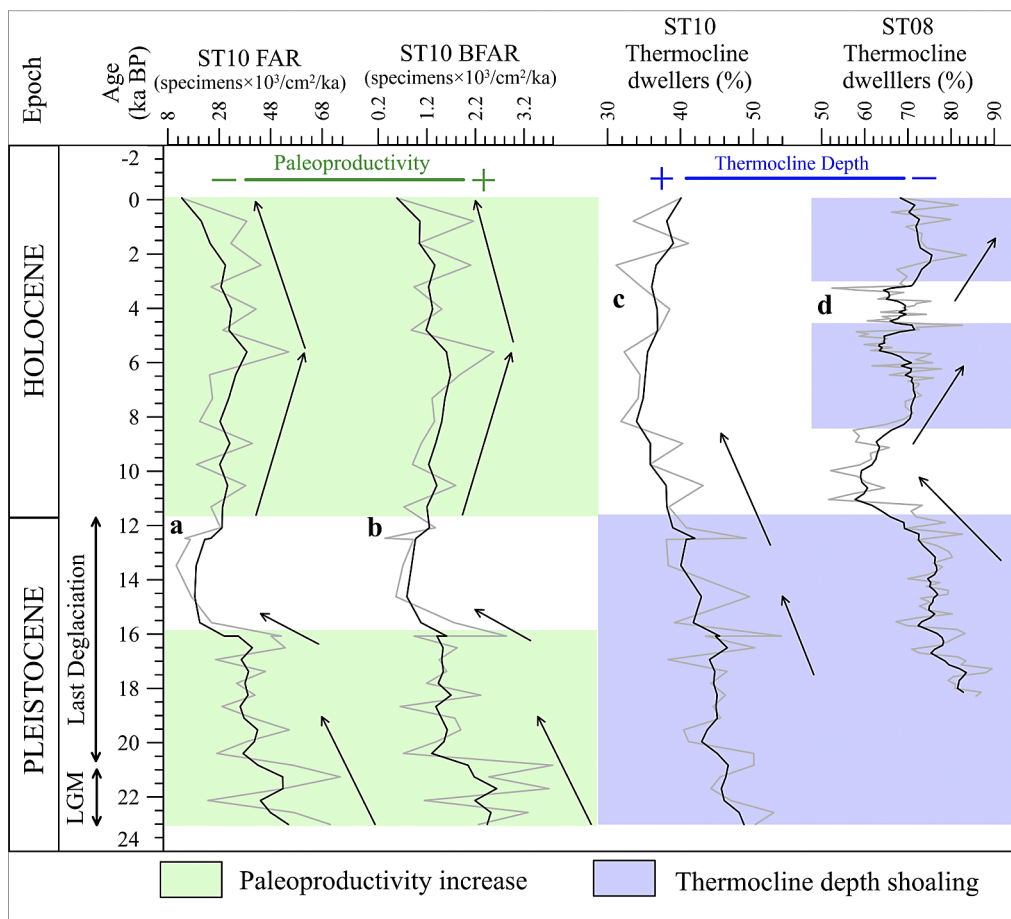 Epoch
Age
(ka BP)
ST10 FAR
(specimens×10³/cm²/ka)
8 28 48 68
ST10 BFAR
(specimens×10³/cm²/ka)
0.2 1.2 2.2 3.2
ST10
Thermocline
dwellers (%)
30 40 50
ST08
Thermocline
dwelllers (%)
50 60 70 80 90
− Paleoproductivity +
+ Thermocline Depth −
-2
0
2
4
6
8
10
12
14
16
18
20
22
24
HOLOCENE
PLEISTOCENE
Last Deglaciation
LGM
a
b
c
d
Paleoproductivity increase
Thermocline depth shoaling